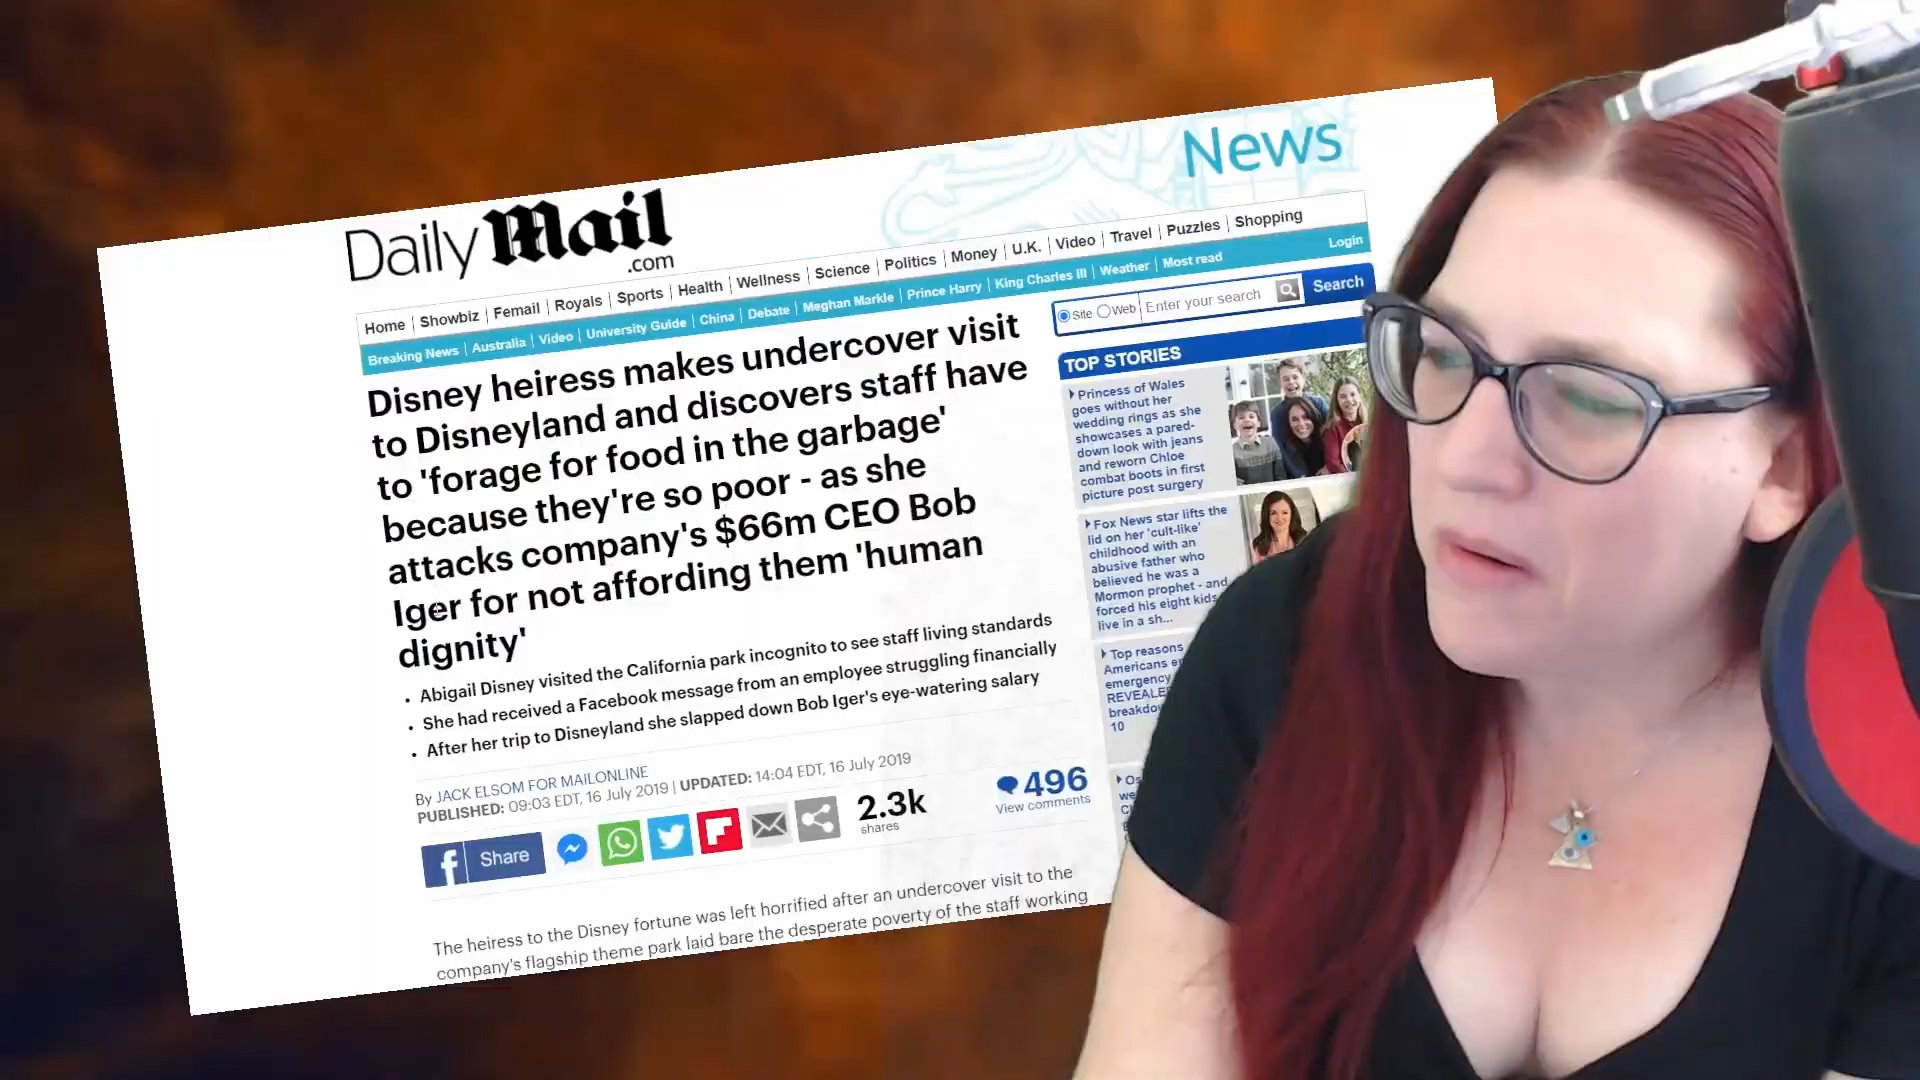 News
Daily Mail
.com
Home | Showbiz | Femail | Royals | Sports | Health | Wellness | Science | Politics | Money | U.K. | Video | Travel | Puzzles | Shopping
Breaking News | Australia | Video | University Guide | China | Debate | Meghan Markle | Prince Harry | King Charles III | Weather | Most read
Login
Site Web Enter your search Search
Disney heiress makes undercover visit
to Disneyland and discovers staff have
to 'forage for food in the garbage'
because they're so poor - as she
attacks company's $66m CEO Bob
Iger for not affording them 'human
dignity'
• Abigail Disney visited the California park incognito to see staff living standards
• She had received a Facebook message from an employee struggling financially
• After her trip to Disneyland she slapped down Bob Iger's eye-watering salary
By JACK ELSOM FOR MAILONLINE
PUBLISHED: 09:03 EDT, 16 July 2019 | UPDATED: 14:04 EDT, 16 July 2019
f Share
2.3k
shares
496
View comments
The heiress to the Disney fortune was left horrified after an undercover visit to the
company's flagship theme park laid bare the desperate poverty of the staff working
TOP STORIES
Princess of Wales
goes without her
wedding rings as she
showcases a pared-
down look with jeans
and reworn Chloe
combat boots in first
picture post surgery
Fox News star lifts the
lid on her 'cult-like'
childhood with an
abusive father who
believed he was a
Mormon prophet - and
forced his eight kids
live in a sh...
Top reasons
Americans
emergency
10